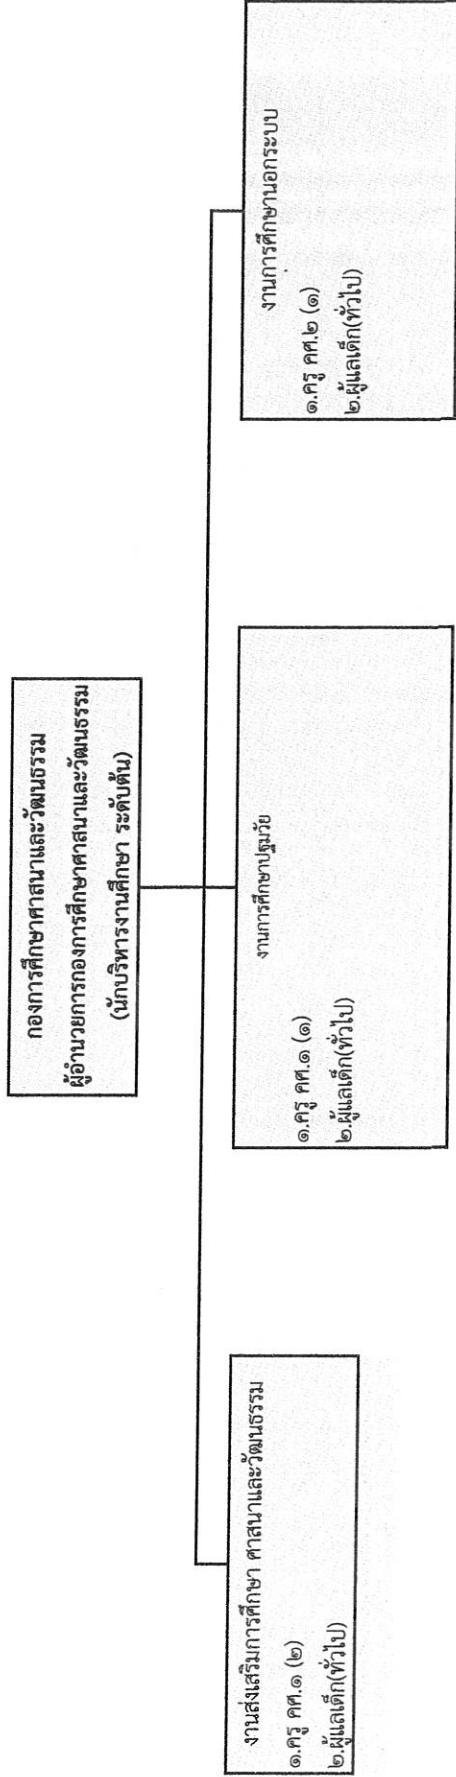 กองการศึกษาศาสนาและวัฒนธรรม
ผู้อำนวยการกองการศึกษาศาสนาและวัฒนธรรม
(นักบริหารงานศึกษา ระดับต้น)
งานส่งเสริมการศึกษา ศาสนาและวัฒนธรรม
๑.ครู คศ.๑ (๒)
๒.ผู้แลเด็ก(ทั่วไป)
งานการศึกษาปฐมวัย
๑.ครู คศ.๑ (๑)
๒.ผู้แลเด็ก(ทั่วไป)
งานการศึกษานอกระบบ
๑.ครู คศ.๒ (๑)
๒.ผู้แลเด็ก(ทั่วไป)